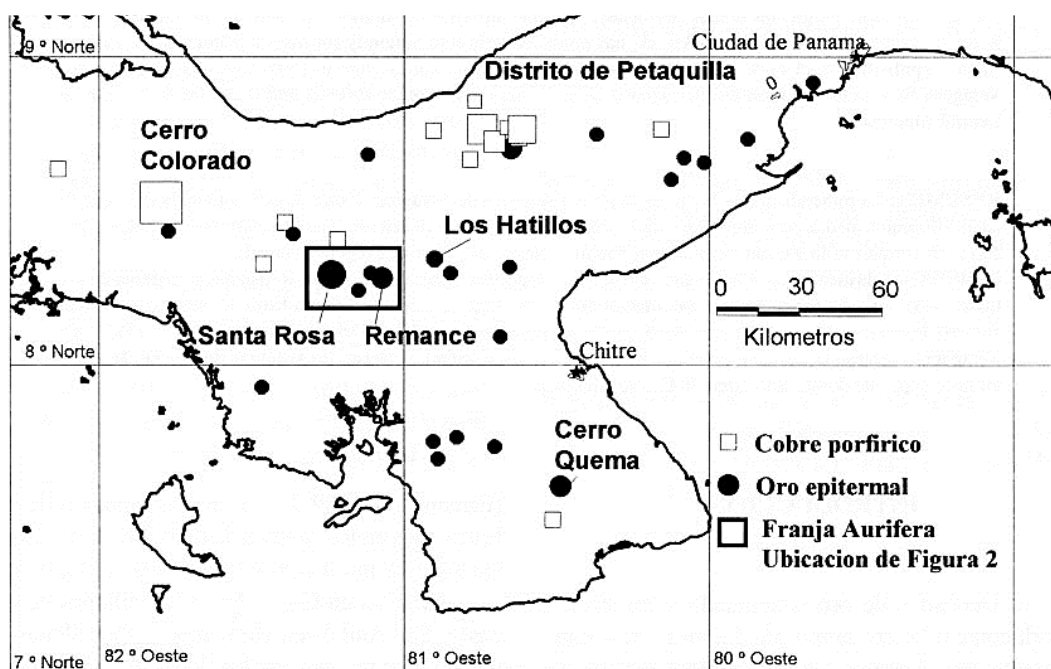 9 º Norte
Ciudad de Panama
Distrito de Petaquilla
Cerro
Colorado
Los Hatillos
0 30 60
Kilometros
Santa Rosa
Remance
8 º Norte
Chitre
Cerro
Quema
Cobre porfirico
Oro epitermal
Franja Aurifera
Ubicacion de Figura 2
7 º Norte
82 º Oeste
81 º Oeste
80 º Oeste